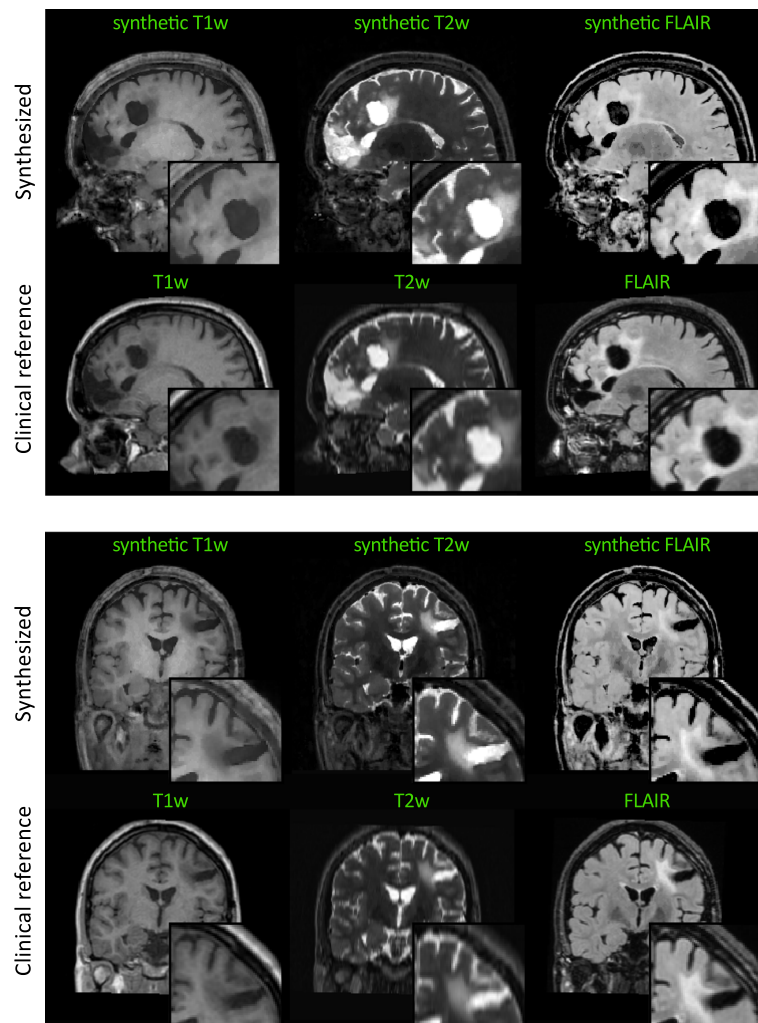 synthetic T1w synthetic T2w synthetic FLAIR
Synthesized
T1w T2w FLAIR
Clinical reference
synthetic T1w synthetic T2w synthetic FLAIR
Synthesized
T1w T2w FLAIR
Clinical reference